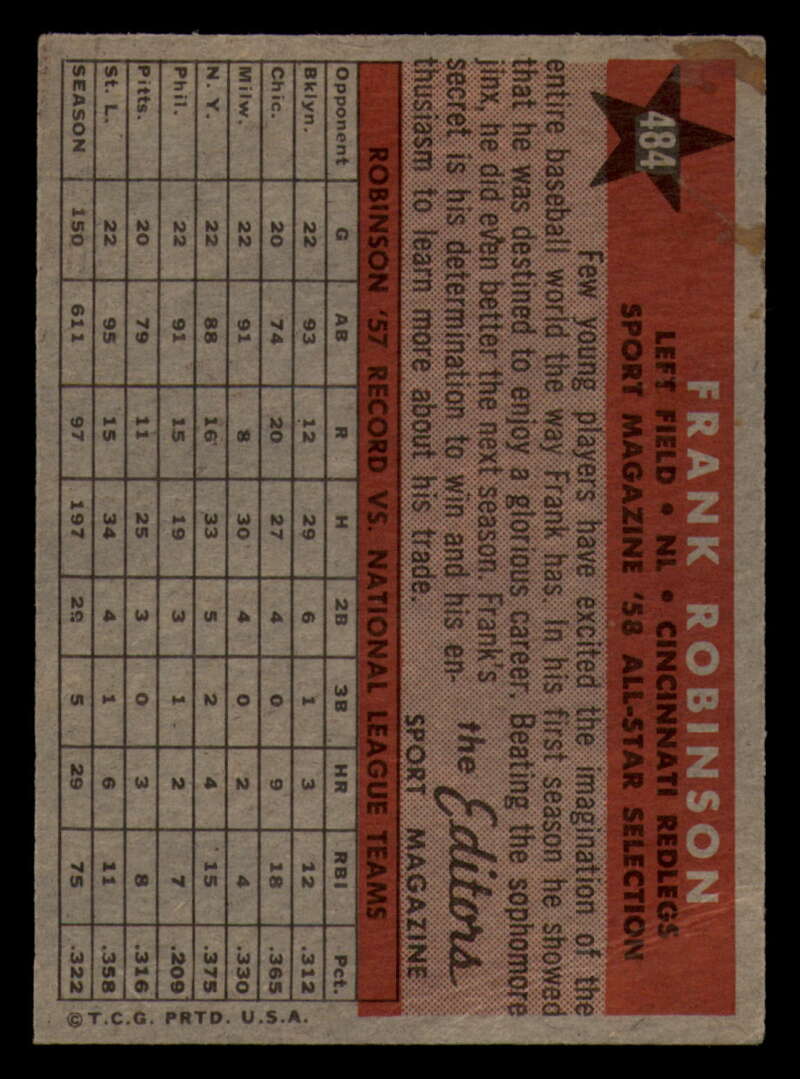 484
FRANK ROBINSON
LEFT FIELD • NL • CINCINNATI REDLEGS
SPORT MAGAZINE '58 ALL-STAR SELECTION
Few young players have excited the imagination of the
entire baseball world the way Frank has. In his first season he showed
that he was destined to enjoy a glorious career. Beating the sophomore
jinx, he did even better the next season. Frank's
secret is his determination to win and his en-
thusiasm to learn more about his trade.
the Editors
SPORT MAGAZINE
ROBINSON '57 RECORD VS. NATIONAL LEAGUE TEAMS
Opponent G AB R H 2B 3B HR RBI Pct.
Bklyn. 22 93 12 29 6 1 3 12 .312
Chic. 20 74 20 27 4 0 9 18 .365
Milw. 22 91 8 30 4 0 2 4 .330
N. Y. 22 88 16 33 5 2 4 15 .375
Phil. 22 91 15 19 3 1 2 7 .209
Pitts. 20 79 11 25 3 0 3 8 .316
St. L. 22 95 15 34 4 1 6 11 .358
SEASON 150 611 97 197 29 5 29 75 .322
© T.C.G. PRTD. U.S.A.